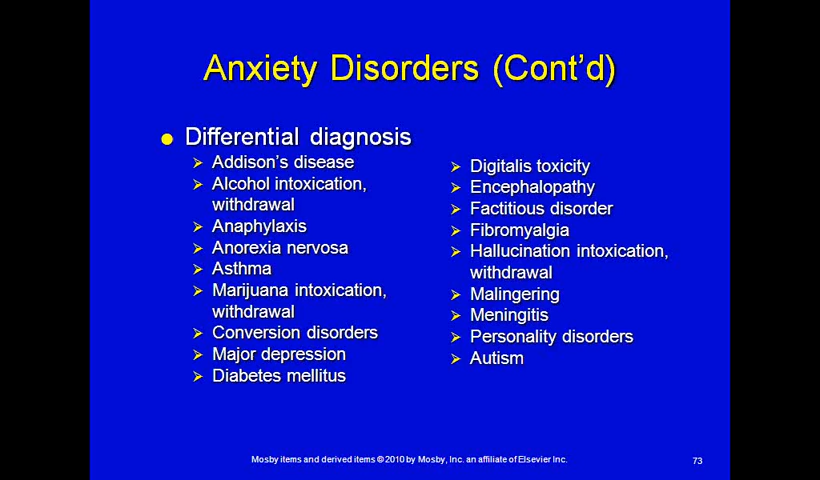 Anxiety Disorders (Cont’d)
Differential diagnosis
Addison’s disease
Alcohol intoxication,
withdrawal
Anaphylaxis
Anorexia nervosa
Asthma
Marijuana intoxication,
withdrawal
Conversion disorders
Major depression
Diabetes mellitus
Digitalis toxicity
Encephalopathy
Factitious disorder
Fibromyalgia
Hallucination intoxication,
withdrawal
Malingering
Meningitis
Personality disorders
Autism
Mosby items and derived items © 2010 by Mosby, Inc. an affiliate of Elsevier Inc.
73